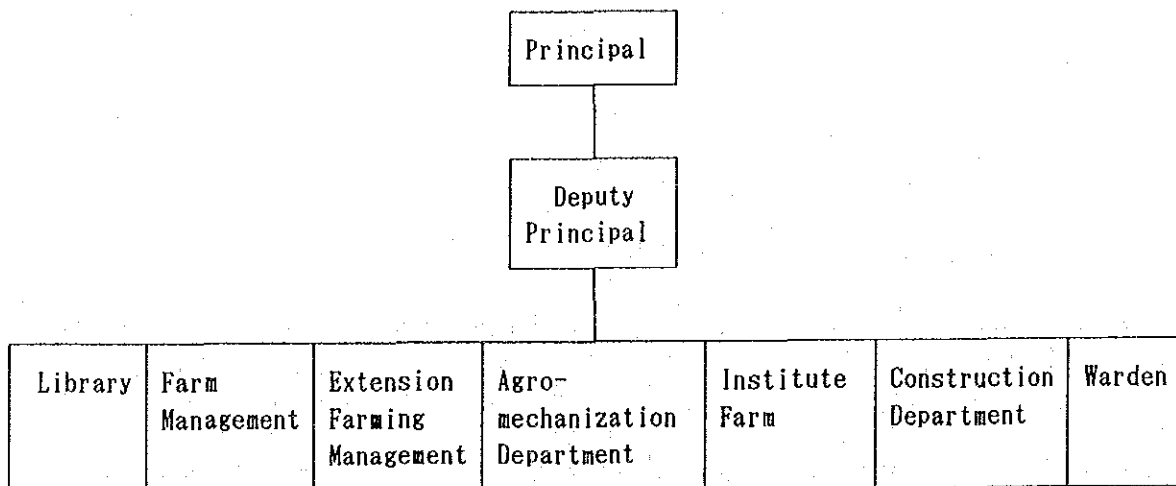 Principal
Deputy
Principal
Library
Farm
Management
Extension
Farming
Management
Agro-
mechanization
Department
Institute
Farm
Construction
Department
Warden